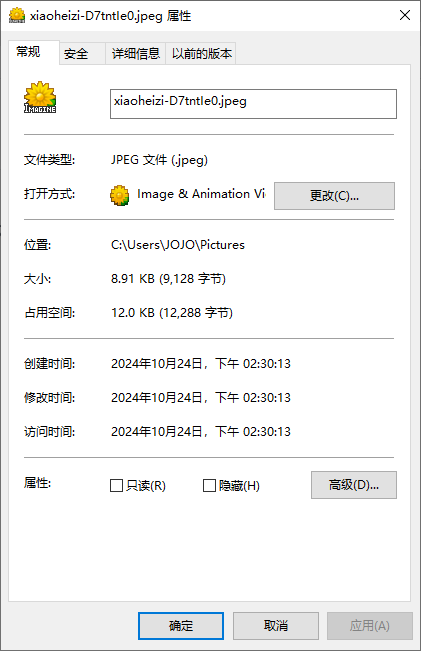 xiaoheizi-D7tntle0.jpeg 属性
常规 安全 详细信息 以前的版本
IMAGINE
xiaoheizi-D7tntle0.jpeg
文件类型: JPEG 文件 (.jpeg)
打开方式: Image & Animation Vi 更改(C)...
位置: C:\Users\JOJO\Pictures
大小: 8.91 KB (9,128 字节)
占用空间: 12.0 KB (12,288 字节)
创建时间: 2024年10月24日，下午 02:30:13
修改时间: 2024年10月24日，下午 02:30:13
访问时间: 2024年10月24日，下午 02:30:13
属性: 只读(R) 隐藏(H) 高级(D)...
确定 取消 应用(A)